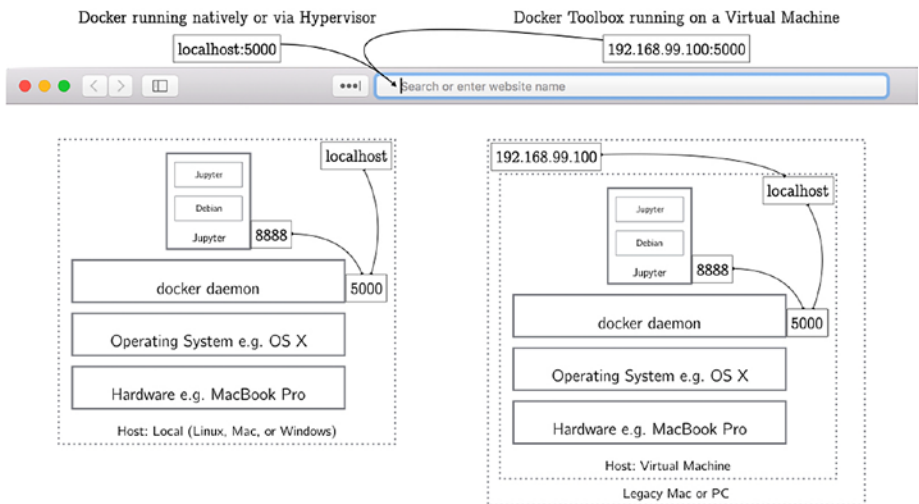 Docker running natively or via Hypervisor
Docker Toolbox running on a Virtual Machine
localhost:5000
192.168.99.100:5000
Search or enter website name
localhost
Jupyter
Debian
Jupyter
8888
docker daemon
5000
Operating System e.g. OS X
Hardware e.g. MacBook Pro
Host: Local (Linux, Mac, or Windows)
192.168.99.100
localhost
Jupyter
Debian
Jupyter
8888
docker daemon
5000
Operating System e.g. OS X
Hardware e.g. MacBook Pro
Host: Virtual Machine
Legacy Mac or PC